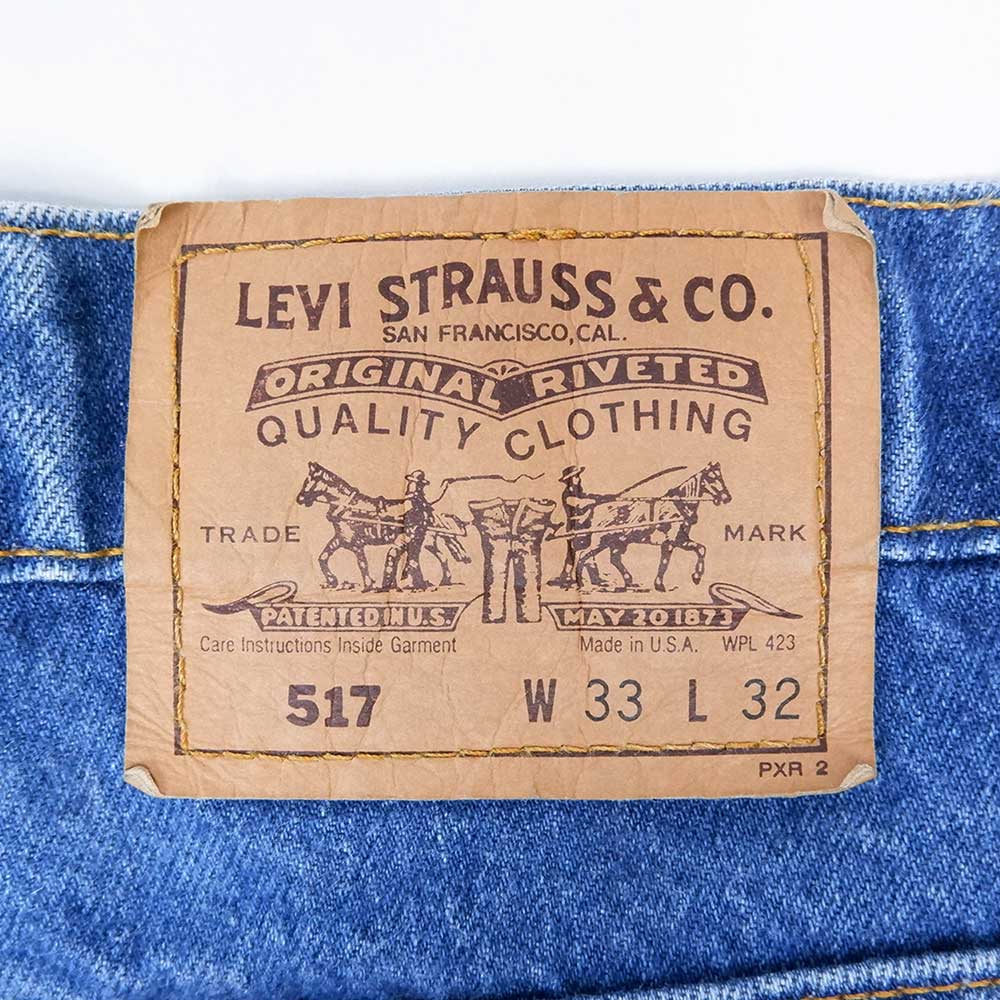 LEVI STRAUSS & CO.
SAN FRANCISCO, CAL.
ORIGINAL RIVETED
QUALITY CLOTHING
TRADE MARK
PATENTED IN U.S. MAY 20 1873
Care Instructions Inside Garment Made in U.S.A. WPL 423
517 W 33 L 32
PXR 2